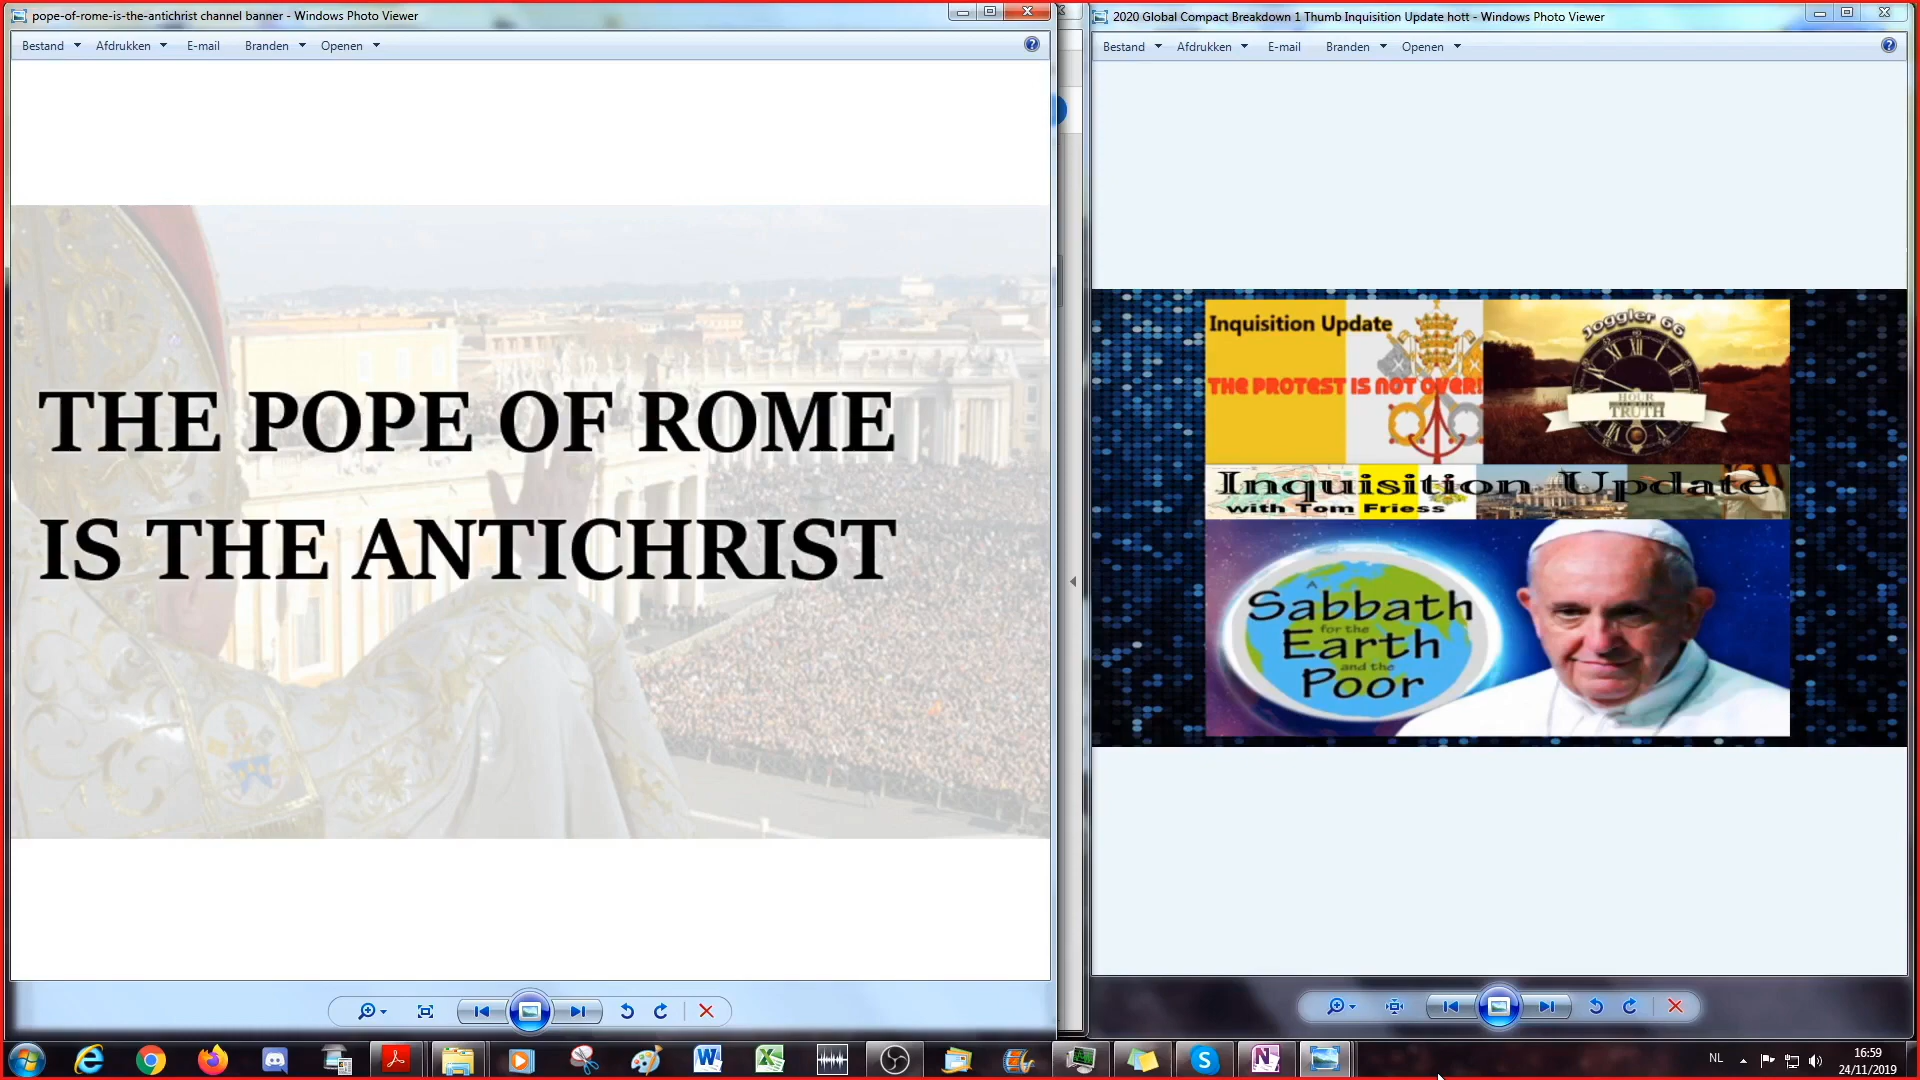 pope-of-rome-is-the-antichrist channel banner - Windows Photo Viewer
Bestand Afdrukken E-mail Branden Openen
THE POPE OF ROME
IS THE ANTICHRIST
2020 Global Compact Breakdown 1 Thumb Inquisition Update hott - Windows Photo Viewer
Bestand Afdrukken E-mail Branden Openen
Inquisition Update
THE PROTEST IS NOT OVER!
Joggler 66
XII
HOUR
TRUTH
Inquisition Update
with Tom Friess
A
Sabbath
for the
Earth
and the
Poor
NL
16:59
24/11/2019